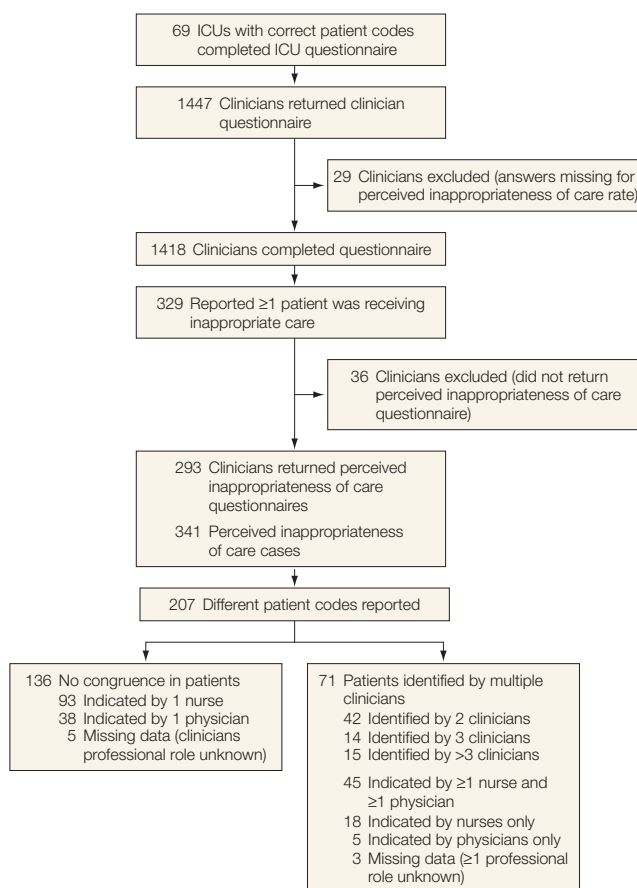 69 ICUs with correct patient codes
completed ICU questionnaire
1447 Clinicians returned clinician
questionnaire
29 Clinicians excluded (answers missing for
perceived inappropriateness of care rate)
1418 Clinicians completed questionnaire
329 Reported ≥1 patient was receiving
inappropriate care
36 Clinicians excluded (did not return
perceived inappropriateness of care
questionnaire)
293 Clinicians returned perceived
inappropriateness of care
questionnaires
341 Perceived inappropriateness
of care cases
207 Different patient codes reported
136 No congruence in patients
93 Indicated by 1 nurse
38 Indicated by 1 physician
5 Missing data (clinicians
professional role unknown)
71 Patients identified by multiple
clinicians
42 Identified by 2 clinicians
14 Identified by 3 clinicians
15 Identified by >3 clinicians
45 Indicated by ≥1 nurse and
≥1 physician
18 Indicated by nurses only
5 Indicated by physicians only
3 Missing data (≥1 professional
role unknown)